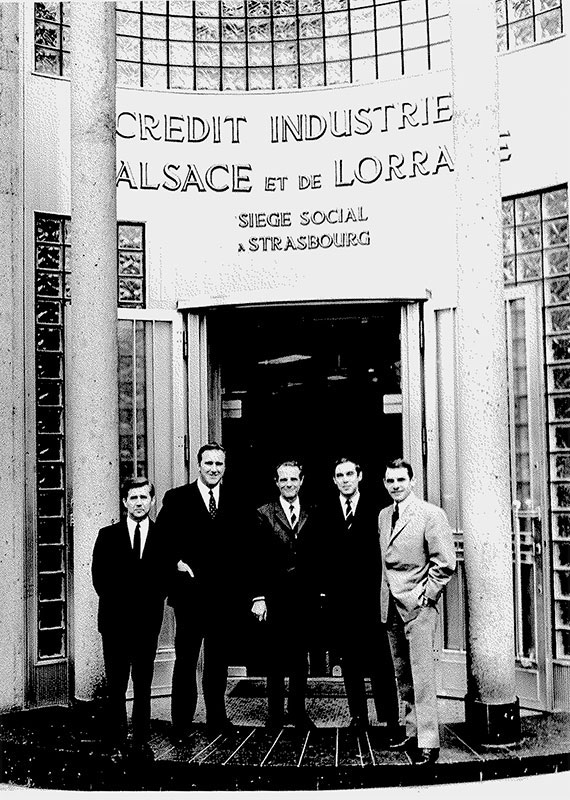 CREDIT INDUSTRIE
ALSACE ET DE LORRA E
SIEGE SOCIAL
A STRASBOURG